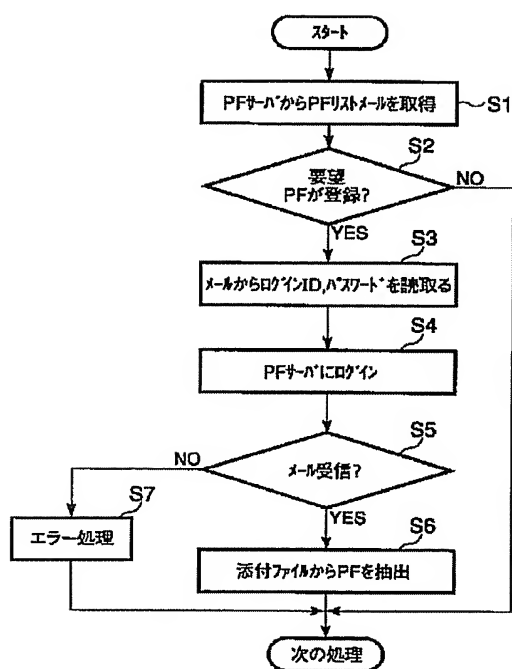 スタート
PFサーバからPFリストメールを取得
S1
S2
要望
PFが登録?
NO
YES
S3
メールからログインID,パスワードを読取る
S4
PFサーバにログイン
S5
メール受信?
NO
YES
S7
エラー処理
S6
添付ファイルからPFを抽出
次の処理